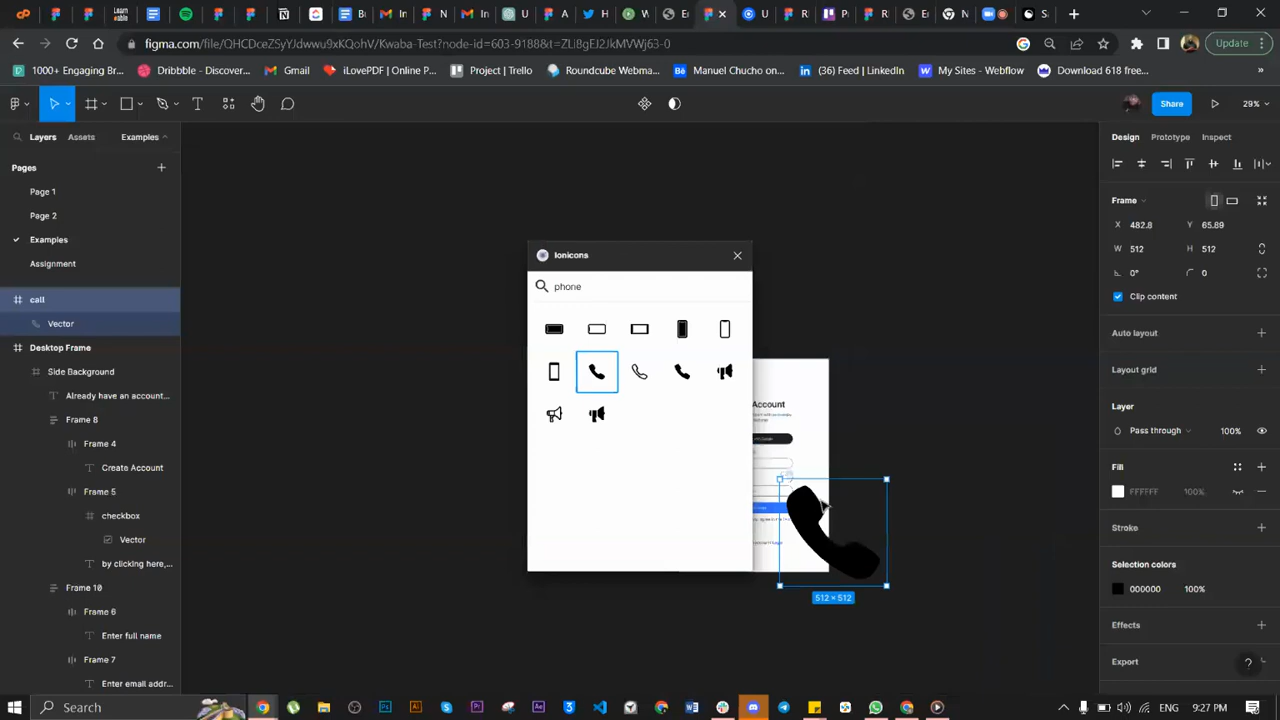 figma.com/file/QHCDceZSyYJdwwu9xKQohV/Kwaba-Test?node-id=603-9188&t=ZLi8gEJ2JkMVWj63-0
Update
1000+ Engaging Br...
Dribbble - Discover...
Gmail
iLovePDF | Online P...
Project | Trello
Roundcube Webma...
Manuel Chucho on...
(36) Feed | LinkedIn
My Sites - Webflow
Download 618 free...
Share
29%
Layers
Assets
Examples
Design
Prototype
Inspect
Pages
Page 1
Page 2
Examples
Assignment
call
Vector
Desktop Frame
Side Background
Already have an account...
Frame 8
Frame 4
Create Account
Frame 5
checkbox
Vector
by clicking here,...
Frame 10
Frame 6
Enter full name
Frame 7
Enter email addr...
Ionicons
phone
Account
512 × 512
Frame
X 482.8
Y 65.89
W 512
H 512
0°
0
Clip content
Auto layout
Layout grid
Layer
Pass through
100%
Fill
FFFFFF
100%
Stroke
Selection colors
000000
100%
Effects
Export
?
Search
ENG
9:27 PM